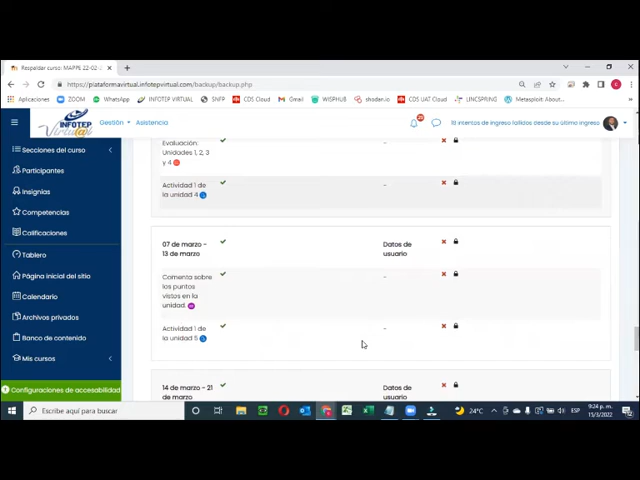 Respaldar curso: MAPPE 22-02
https://plataformavirtual.infotepvirtual.com/backup/backup.php
Aplicaciones ZOOM WhatsApp INFOTEP VIRTUAL SNFP CDS Cloud Gmail WISPHUB shodan.io CDS UAT Cloud LINCSPRING Metasploit Abou...
INFOTEP
Virtual
Gestión Asistencia
intentos de ingreso fallidos desde su último ingreso
Secciones del curso
Participantes
Insignias
Competencias
Calificaciones
Tablero
Página inicial del sitio
Calendario
Archivos privados
Banco de contenido
Mis cursos
Configuraciones de accesabilidad
Evaluación:
Unidades 1, 2, 3
y 4
-
Actividad 1 de
la unidad 4
-
07 de marzo -
13 de marzo
Datos de
usuario
Comenta sobre
los puntos
vistos en la
unidad.
-
Actividad 1 de
la unidad 5
-
14 de marzo - 21
de marzo
Datos de
usuario
Escribe aquí para buscar
24°C
ESP
9:24 p. m.
15/3/2022